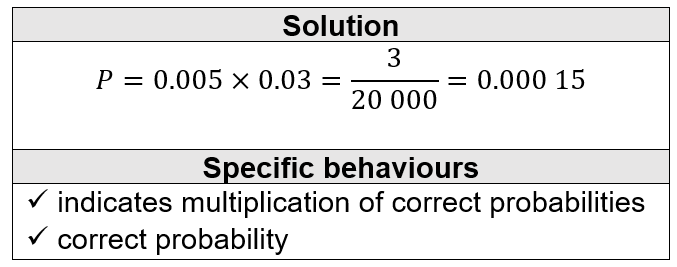 Solution
P = 0.005 × 0.03 = 3/20 000 = 0.000 15
Specific behaviours
✓ indicates multiplication of correct probabilities
✓ correct probability